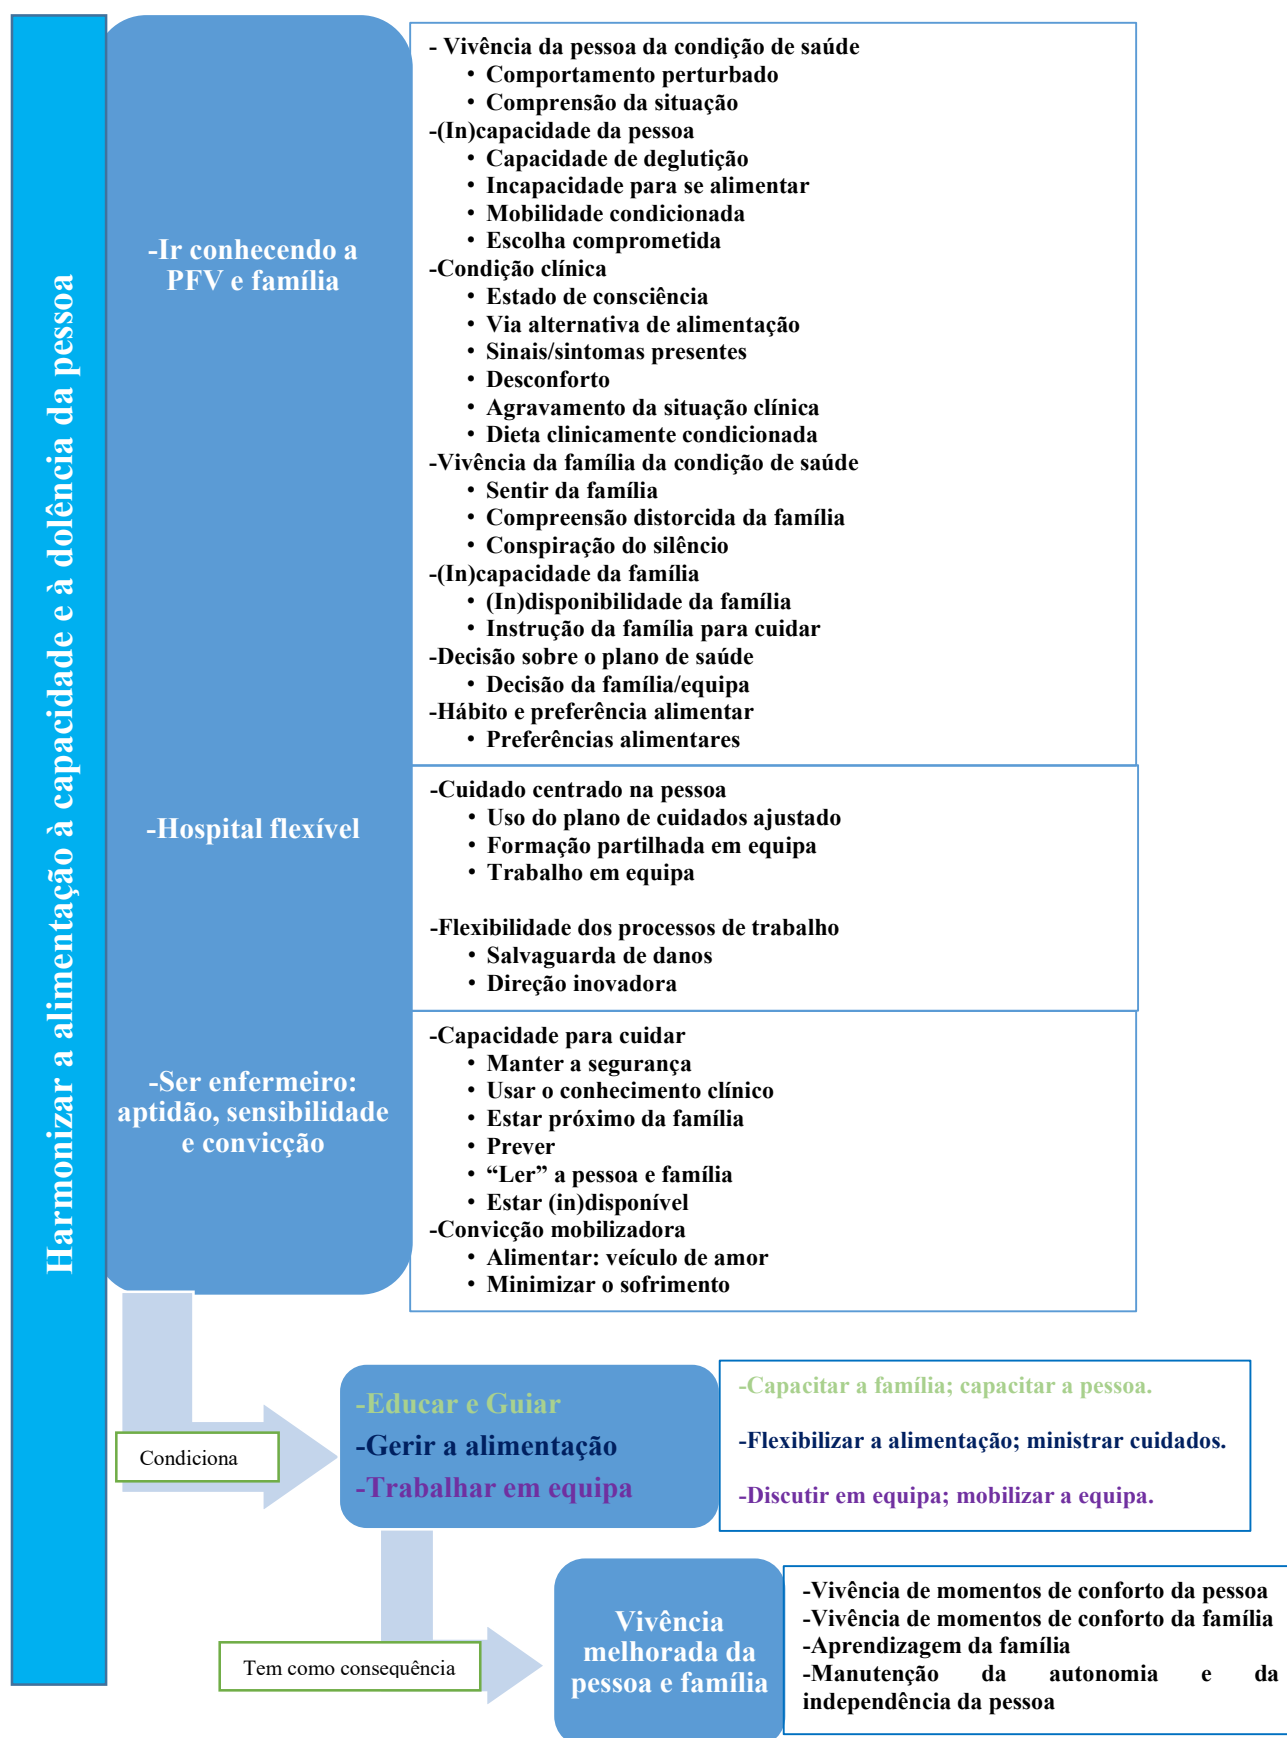 Harmonizar a alimentação à capacidade e à dolência da pessoa
-Ir conhecendo a
PFV e família
- Vivência da pessoa da condição de saúde
• Comportamento perturbado
• Comprensão da situação
-(In)capacidade da pessoa
• Capacidade de deglutição
• Incapacidade para se alimentar
• Mobilidade condicionada
• Escolha comprometida
-Condição clínica
• Estado de consciência
• Via alternativa de alimentação
• Sinais/sintomas presentes
• Desconforto
• Agravamento da situação clínica
• Dieta clinicamente condicionada
-Vivência da família da condição de saúde
• Sentir da família
• Compreensão distorcida da família
• Conspiração do silêncio
-(In)capacidade da família
• (In)disponibilidade da família
• Instrução da família para cuidar
-Decisão sobre o plano de saúde
• Decisão da família/equipa
-Hábito e preferência alimentar
• Preferências alimentares
-Hospital flexível
-Cuidado centrado na pessoa
• Uso do plano de cuidados ajustado
• Formação partilhada em equipa
• Trabalho em equipa
-Flexibilidade dos processos de trabalho
• Salvaguarda de danos
• Direção inovadora
-Ser enfermeiro:
aptidão, sensibilidade
e convicção
-Capacidade para cuidar
• Manter a segurança
• Usar o conhecimento clínico
• Estar próximo da família
• Prever
• “Ler” a pessoa e família
• Estar (in)disponível
-Convicção mobilizadora
• Alimentar: veículo de amor
• Minimizar o sofrimento
Condiciona
-Educar e Guiar
-Gerir a alimentação
-Trabalhar em equipa
-Capacitar a família; capacitar a pessoa.
-Flexibilizar a alimentação; ministrar cuidados.
-Discutir em equipa; mobilizar a equipa.
Tem como consequência
Vivência
melhorada da
pessoa e família
-Vivência de momentos de conforto da pessoa
-Vivência de momentos de conforto da família
-Aprendizagem da família
-Manutenção da autonomia e da
independência da pessoa